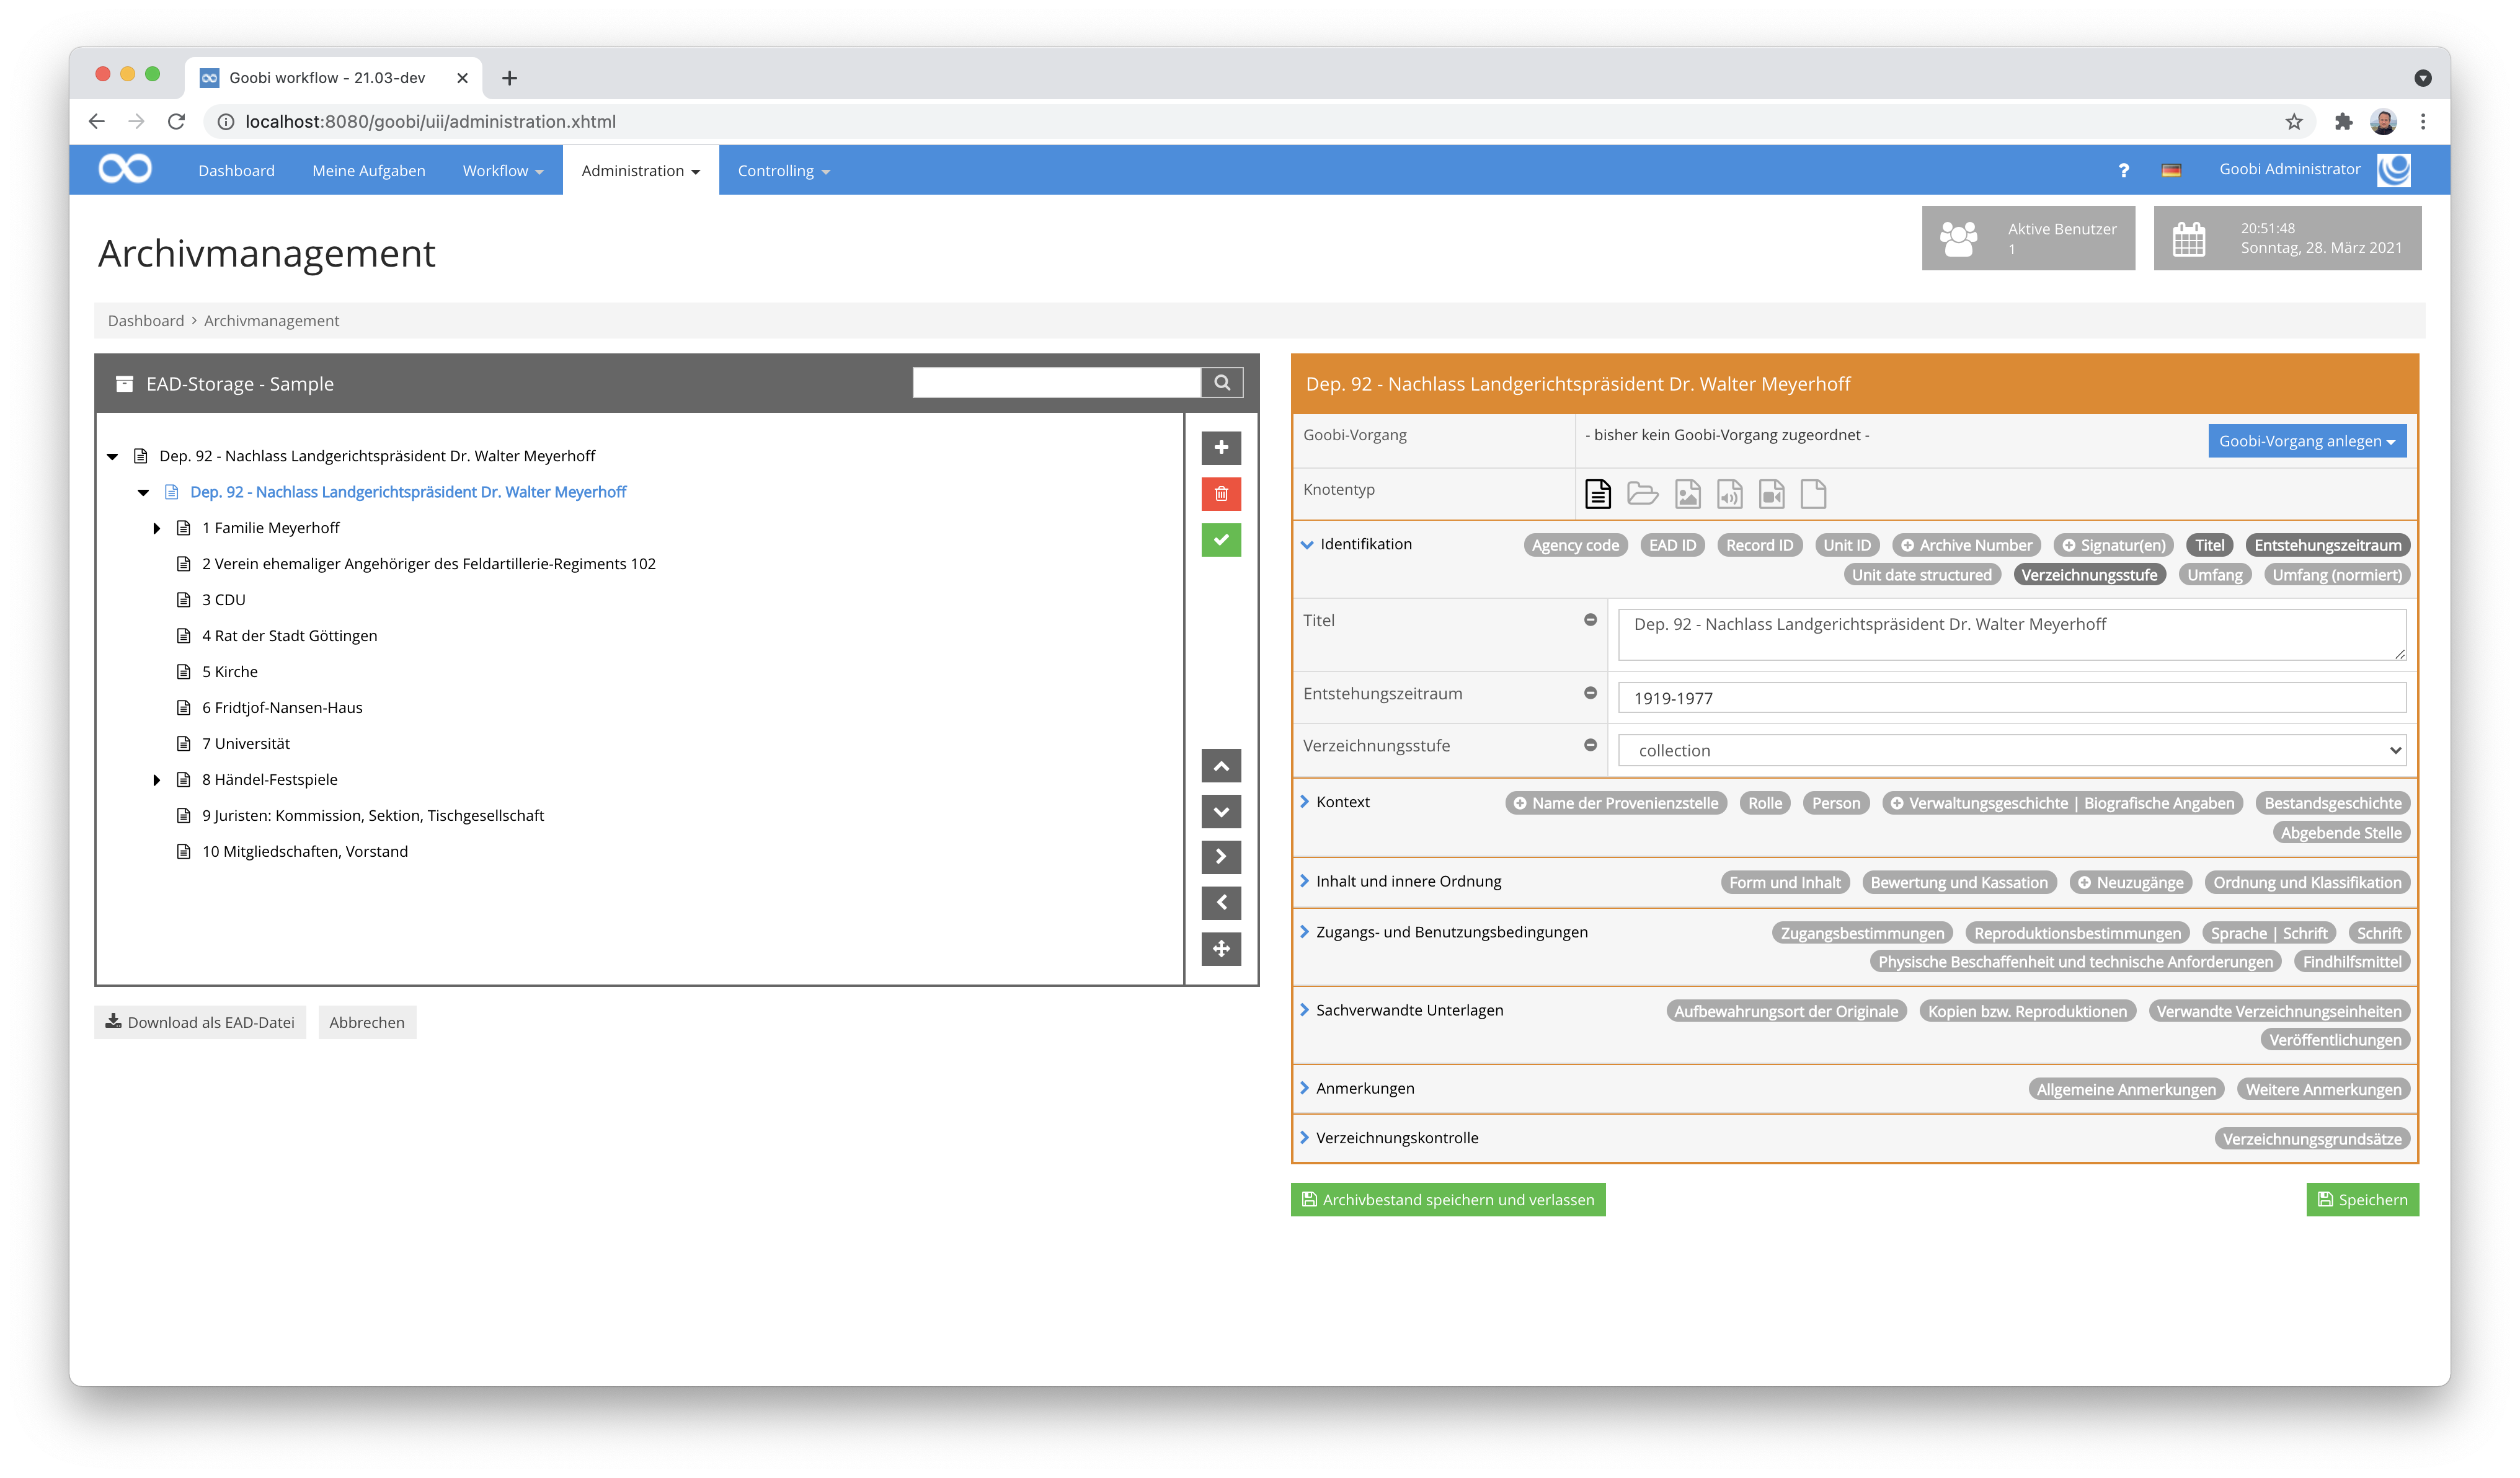 Goobi workflow - 21.03-dev
localhost:8080/goobi/uii/administration.xhtml
Dashboard Meine Aufgaben Workflow Administration Controlling ? Goobi Administrator
Archivmanagement
Aktive Benutzer
1
20:51:48
Sonntag, 28. März 2021
Dashboard › Archivmanagement
EAD-Storage - Sample
Dep. 92 - Nachlass Landgerichtspräsident Dr. Walter Meyerhoff
Dep. 92 - Nachlass Landgerichtspräsident Dr. Walter Meyerhoff
1 Familie Meyerhoff
2 Verein ehemaliger Angehöriger des Feldartillerie-Regiments 102
3 CDU
4 Rat der Stadt Göttingen
5 Kirche
6 Fridtjof-Nansen-Haus
7 Universität
8 Händel-Festspiele
9 Juristen: Kommission, Sektion, Tischgesellschaft
10 Mitgliedschaften, Vorstand
Download als EAD-Datei Abbrechen
Dep. 92 - Nachlass Landgerichtspräsident Dr. Walter Meyerhoff
Goobi-Vorgang - bisher kein Goobi-Vorgang zugeordnet - Goobi-Vorgang anlegen
Knotentyp
Identifikation Agency code EAD ID Record ID Unit ID Archive Number Signatur(en) Titel Entstehungszeitraum
Unit date structured Verzeichnungsstufe Umfang Umfang (normiert)
Titel Dep. 92 - Nachlass Landgerichtspräsident Dr. Walter Meyerhoff
Entstehungszeitraum 1919-1977
Verzeichnungsstufe collection
Kontext Name der Provenienzstelle Rolle Person Verwaltungsgeschichte | Biografische Angaben Bestandsgeschichte
Abgebende Stelle
Inhalt und innere Ordnung Form und Inhalt Bewertung und Kassation Neuzugänge Ordnung und Klassifikation
Zugangs- und Benutzungsbedingungen Zugangsbestimmungen Reproduktionsbestimmungen Sprache | Schrift Schrift
Physische Beschaffenheit und technische Anforderungen Findhilfsmittel
Sachverwandte Unterlagen Aufbewahrungsort der Originale Kopien bzw. Reproduktionen Verwandte Verzeichnungseinheiten
Veröffentlichungen
Anmerkungen Allgemeine Anmerkungen Weitere Anmerkungen
Verzeichnungskontrolle Verzeichnungsgrundsätze
Archivbestand speichern und verlassen Speichern